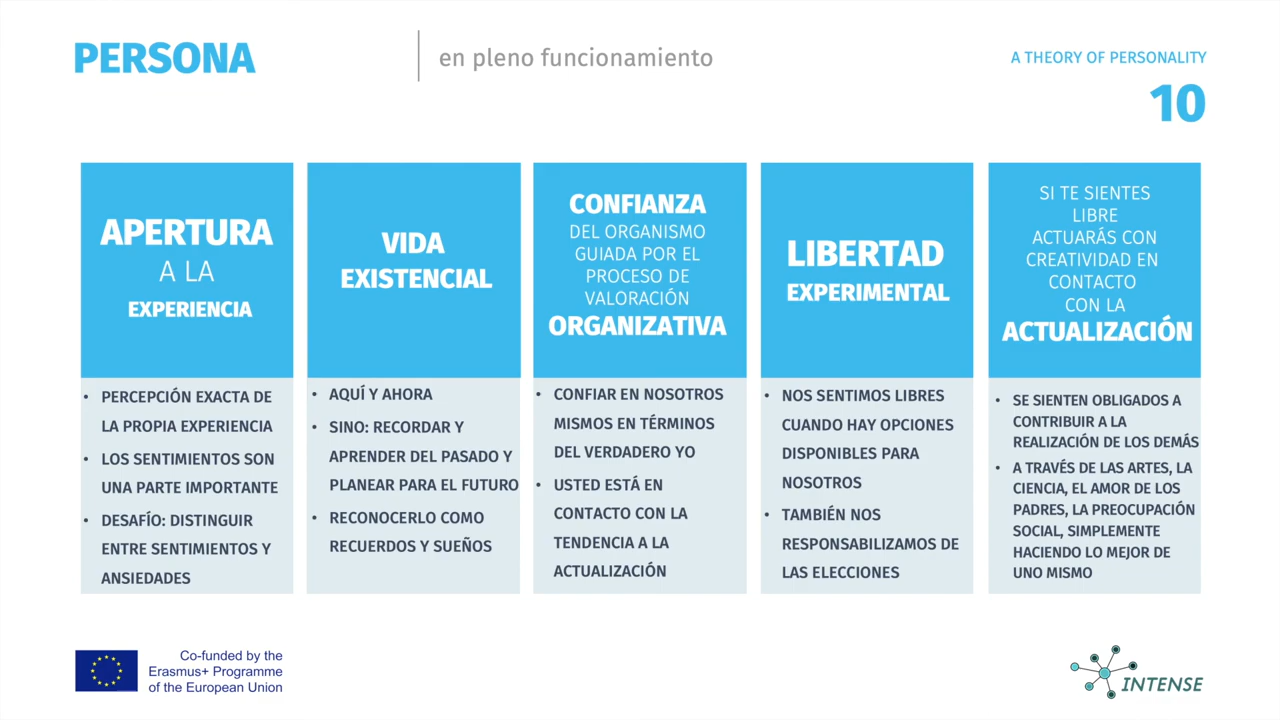 PERSONA
en pleno funcionamiento
A THEORY OF PERSONALITY
10
APERTURA
A LA
EXPERIENCIA
• PERCEPCIÓN EXACTA DE
LA PROPIA EXPERIENCIA
• LOS SENTIMIENTOS SON
UNA PARTE IMPORTANTE
• DESAFÍO: DISTINGUIR
ENTRE SENTIMIENTOS Y
ANSIEDADES
VIDA
EXISTENCIAL
• AQUÍ Y AHORA
• SINO: RECORDAR Y
APRENDER DEL PASADO Y
PLANEAR PARA EL FUTURO
• RECONOCERLO COMO
RECUERDOS Y SUEÑOS
CONFIANZA
DEL ORGANISMO
GUIADA POR EL
PROCESO DE
VALORACIÓN
ORGANIZATIVA
• CONFIAR EN NOSOTROS
MISMOS EN TÉRMINOS
DEL VERDADERO YO
• USTED ESTÁ EN
CONTACTO CON LA
TENDENCIA A LA
ACTUALIZACIÓN
LIBERTAD
EXPERIMENTAL
• NOS SENTIMOS LIBRES
CUANDO HAY OPCIONES
DISPONIBLES PARA
NOSOTROS
• TAMBIÉN NOS
RESPONSABILIZAMOS DE
LAS ELECCIONES
SI TE SIENTES
LIBRE
ACTUARÁS CON
CREATIVIDAD EN
CONTACTO
CON LA
ACTUALIZACIÓN
• SE SIENTEN OBLIGADOS A
CONTRIBUIR A LA
REALIZACIÓN DE LOS DEMÁS
• A TRAVÉS DE LAS ARTES, LA
CIENCIA, EL AMOR DE LOS
PADRES, LA PREOCUPACIÓN
SOCIAL, SIMPLEMENTE
HACIENDO LO MEJOR DE
UNO MISMO
Co-funded by the
Erasmus+ Programme
of the European Union
INTENSE